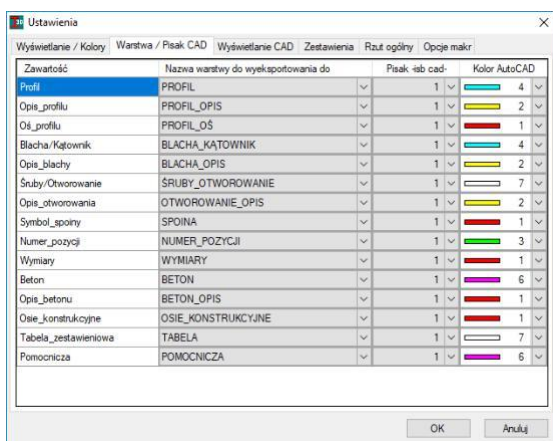 3D Ustawienia
Wyświetlanie / Kolory Warstwa / Pisak CAD Wyświetlanie CAD Zestawienia Rzut ogólny Opcje makr
Zawartość Nazwa warstwy do wyeksportowania do Pisak -isb cad- Kolor AutoCAD
Profil PROFIL 1 4
Opis_profilu PROFIL_OPIS 1 2
Oś_profilu PROFIL_OŚ 1 1
Blacha/Kątownik BLACHA_KĄTOWNIK 1 4
Opis_blachy BLACHA_OPIS 1 2
Śruby/Otworowanie ŚRUBY_OTWOROWANIE 1 7
Opis_otworowania OTWOROWANIE_OPIS 1 2
Symbol_spoiny SPOINA 1 1
Numer_pozycji NUMER_POZYCJI 1 3
Wymiary WYMIARY 1 1
Beton BETON 1 6
Opis_betonu BETON_OPIS 1 1
Osie_konstrukcyjne OSIE_KONSTRUKCYJNE 1 1
Tabela_zestawieniowa TABELA 1 7
Pomocnicza POMOCNICZA 1 6
OK Anuluj